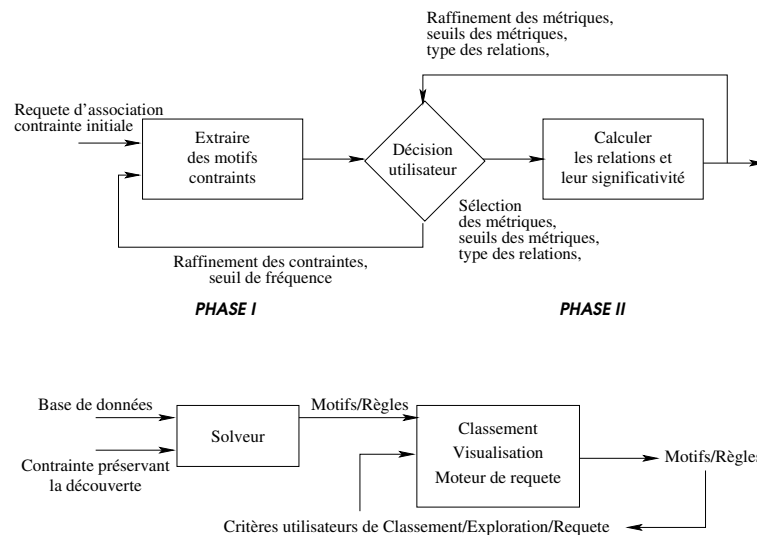 Raffinement des métriques,
seuils des métriques,
type des relations,
Requete d'association
contrainte initiale
Extraire
des motifs
contraints
Décision
utilisateur
Calculer
les relations et
leur significativité
Sélection
des métriques,
seuils des métriques,
type des relations,
Raffinement des contraintes,
seuil de fréquence
PHASE I
PHASE II
Base de données
Contrainte préservant
la découverte
Solveur
Motifs/Règles
Classement
Visualisation
Moteur de requete
Motifs/Règles
Critères utilisateurs de Classement/Exploration/Requete